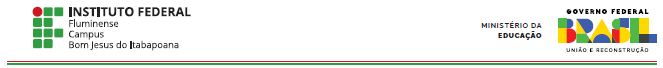 INSTITUTO FEDERAL
Fluminense
Campus
Bom Jesus do Itabapoana
MINISTÉRIO DA
EDUCAÇÃO
GOVERNO FEDERAL
BRASIL
UNIÃO E RECONSTRUÇÃO